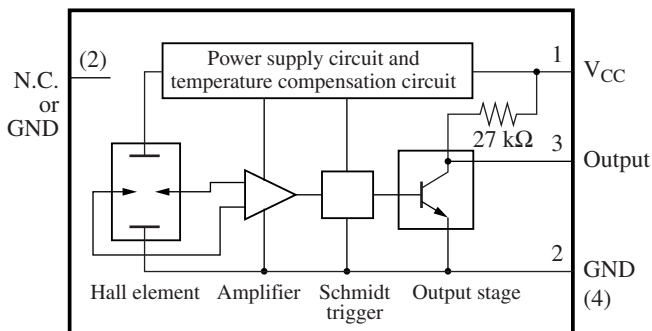 (2)
N.C.
or
GND
Power supply circuit and
temperature compensation circuit
1
V_CC
27 kΩ
3
Output
2
GND
(4)
Hall element
Amplifier
Schmidt
trigger
Output stage